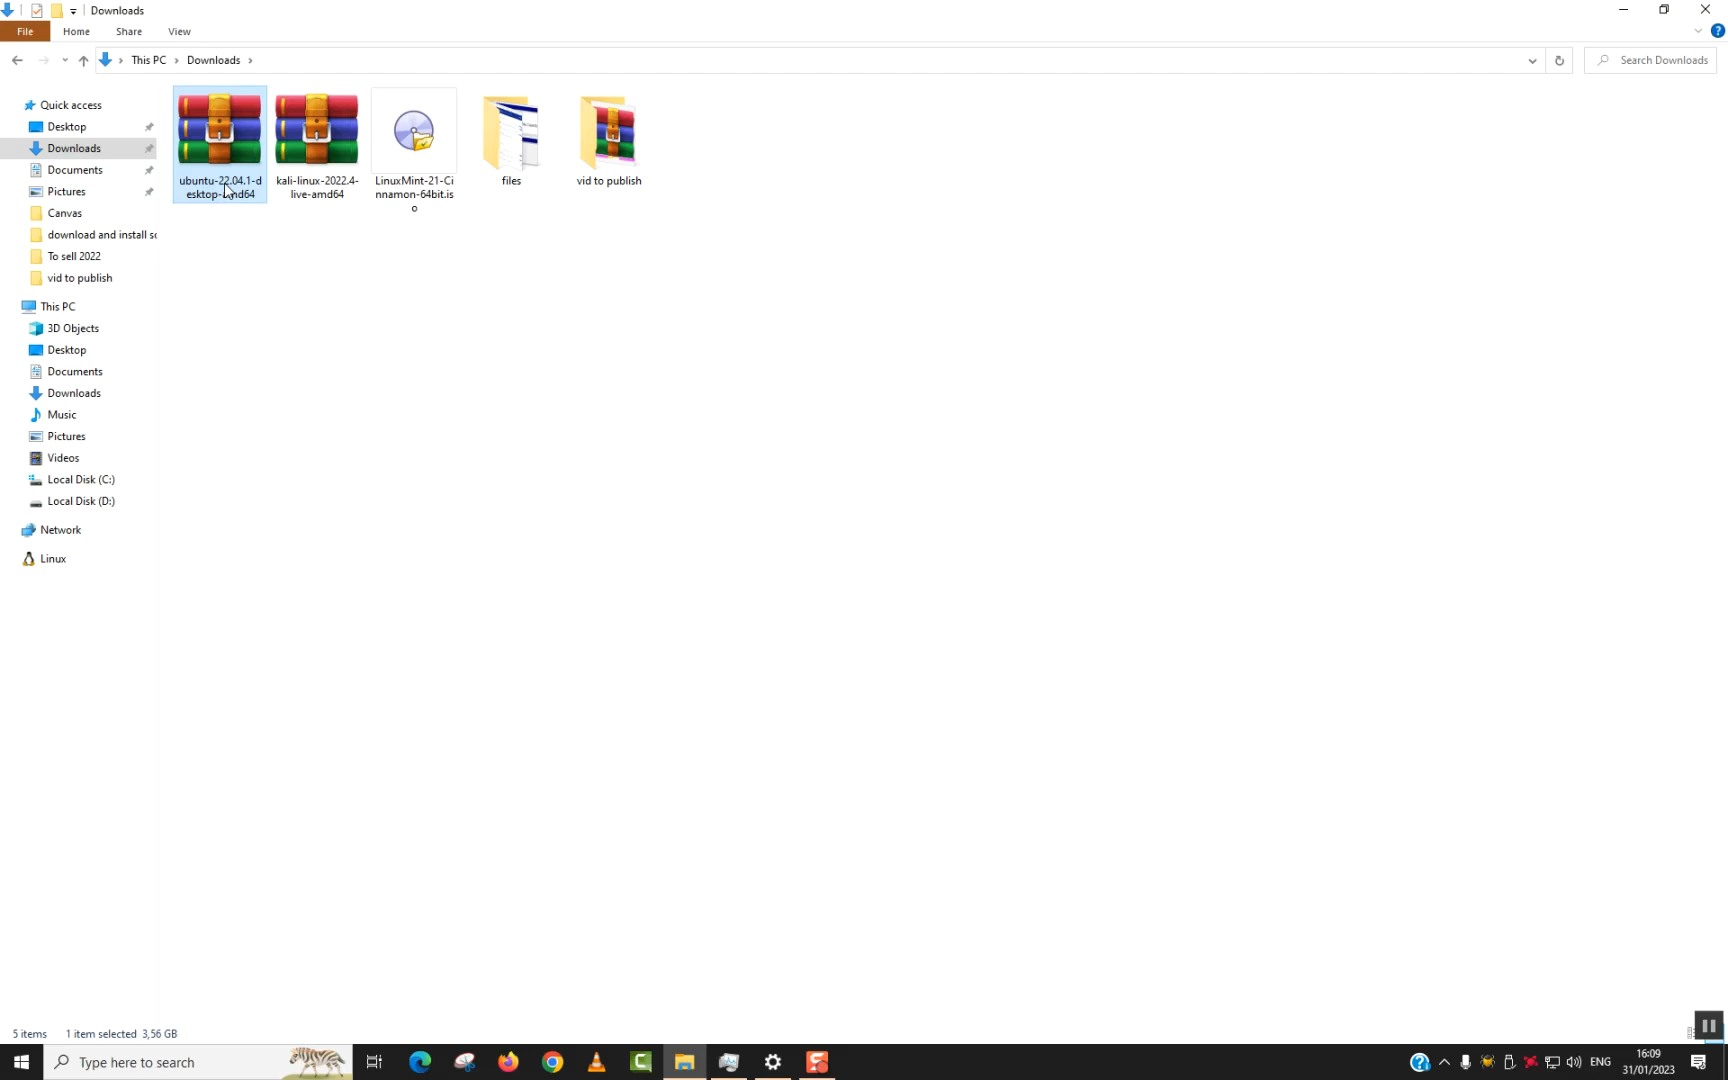 Downloads
File Home Share View
This PC Downloads
Search Downloads
Quick access
Desktop
Downloads
Documents
Pictures
Canvas
download and install so
To sell 2022
vid to publish
This PC
3D Objects
Desktop
Documents
Downloads
Music
Pictures
Videos
Local Disk (C:)
Local Disk (D:)
Network
Linux
ubuntu-22.04.1-d
esktop-amd64
kali-linux-2022.4-
live-amd64
LinuxMint-21-Ci
nnamon-64bit.is
o
files
vid to publish
5 items 1 item selected 3,56 GB
Type here to search
ENG
16:09
31/01/2023